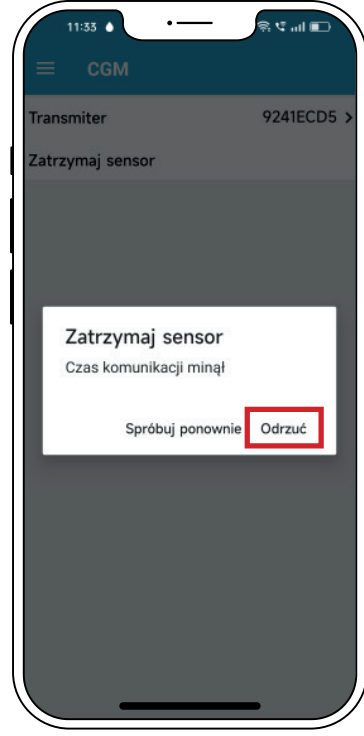 11:33
CGM
Transmiter 9241ECD5 >
Zatrzymaj sensor
Zatrzymaj sensor
Czas komunikacji minął
Spróbuj ponownie Odrzuć